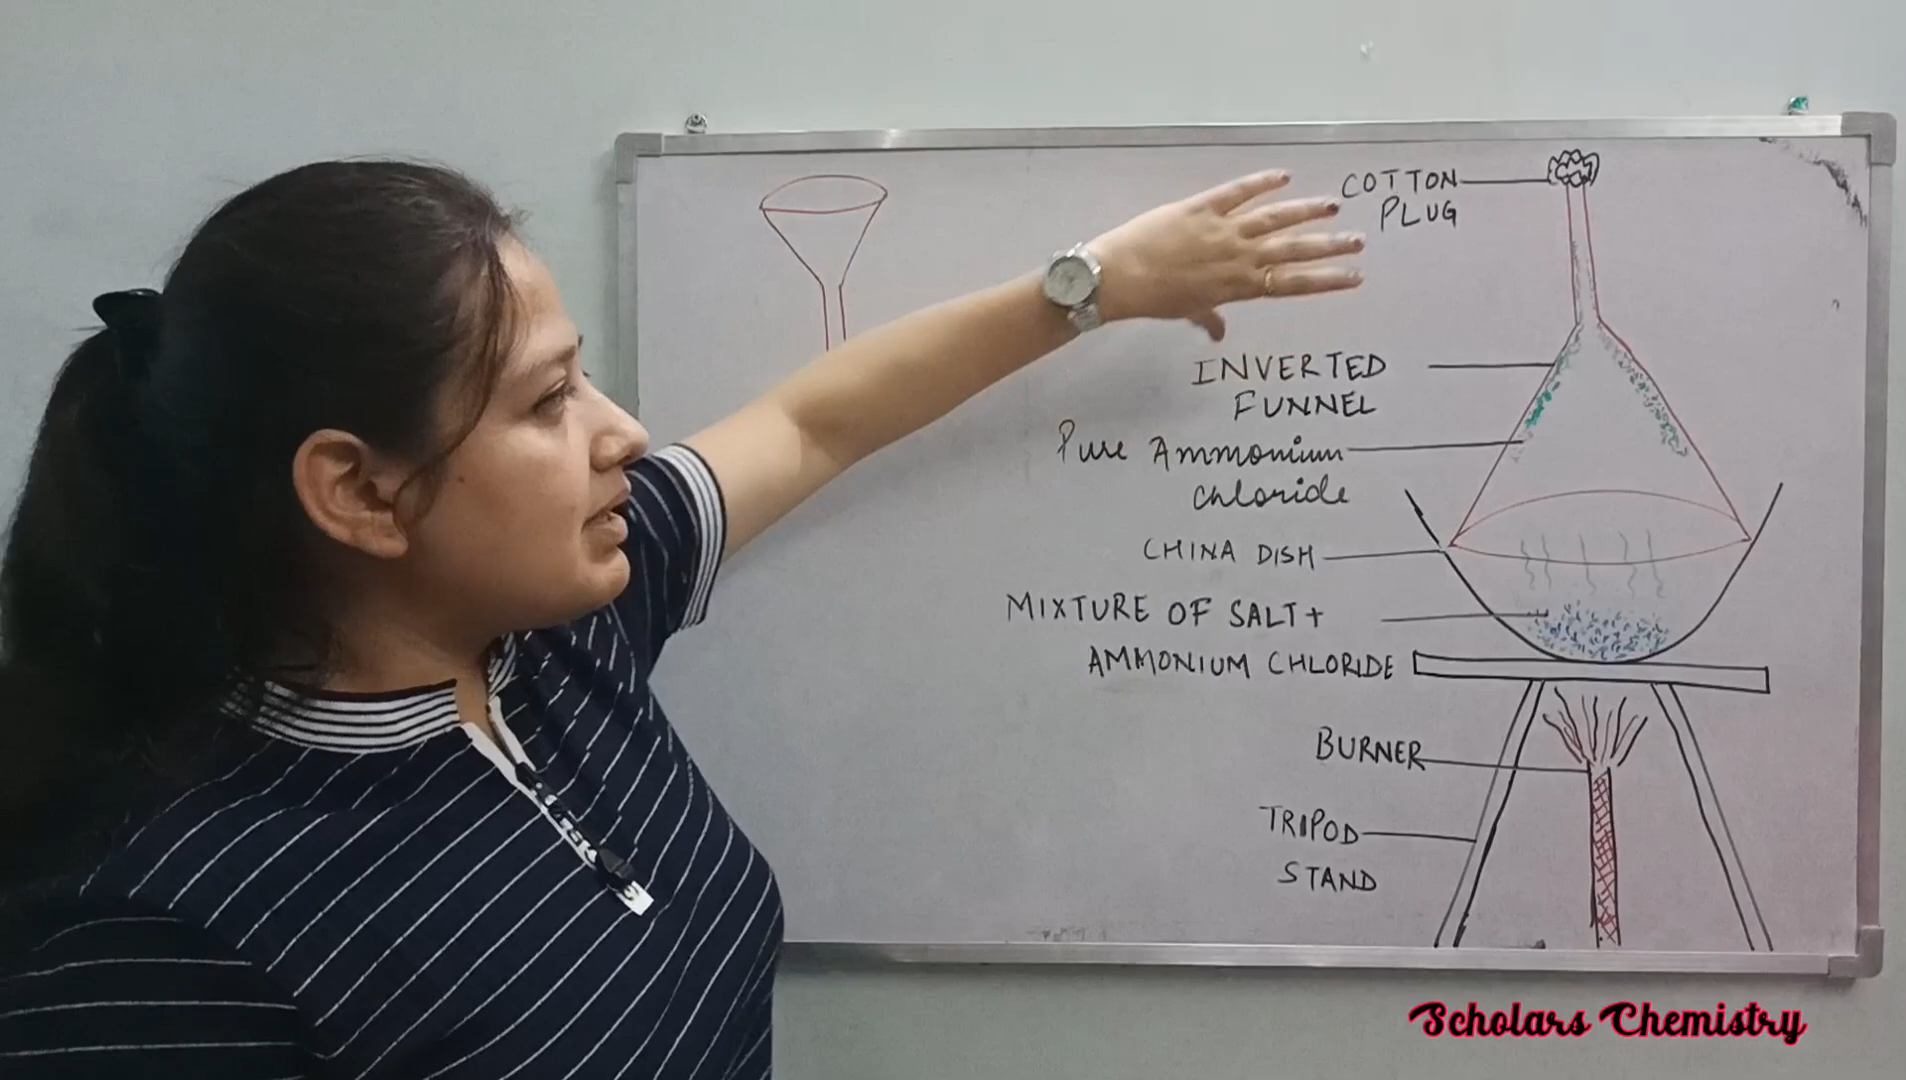 COTTON
PLUG
INVERTED
FUNNEL
Pure Ammonium
chloride
CHINA DISH
MIXTURE OF SALT+
AMMONIUM CHLORIDE
BURNER
TRIPOD
STAND
Scholars Chemistry